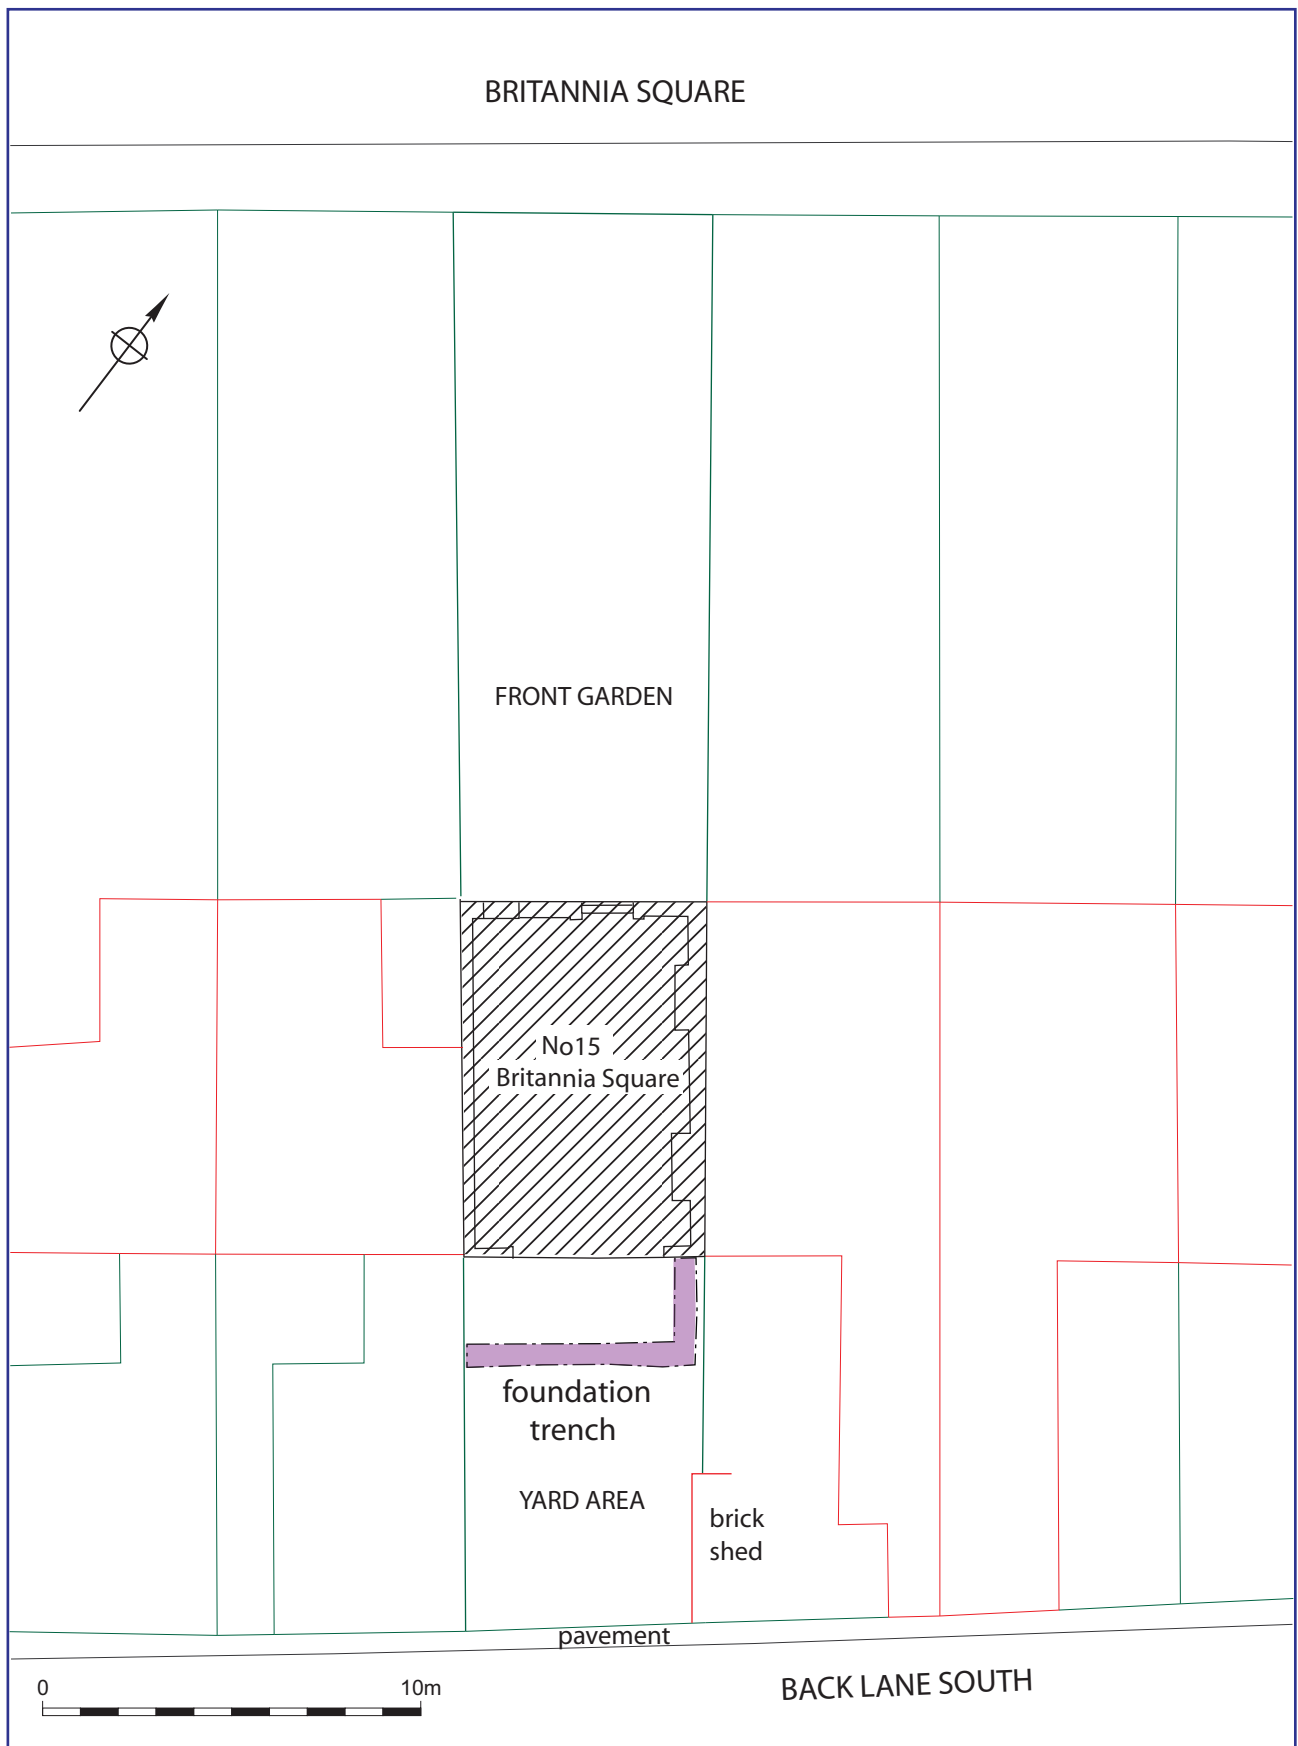 BRITANNIA SQUARE
FRONT GARDEN
No15
Britannia Square
foundation
trench
YARD AREA
brick
shed
pavement
BACK LANE SOUTH
0 10m